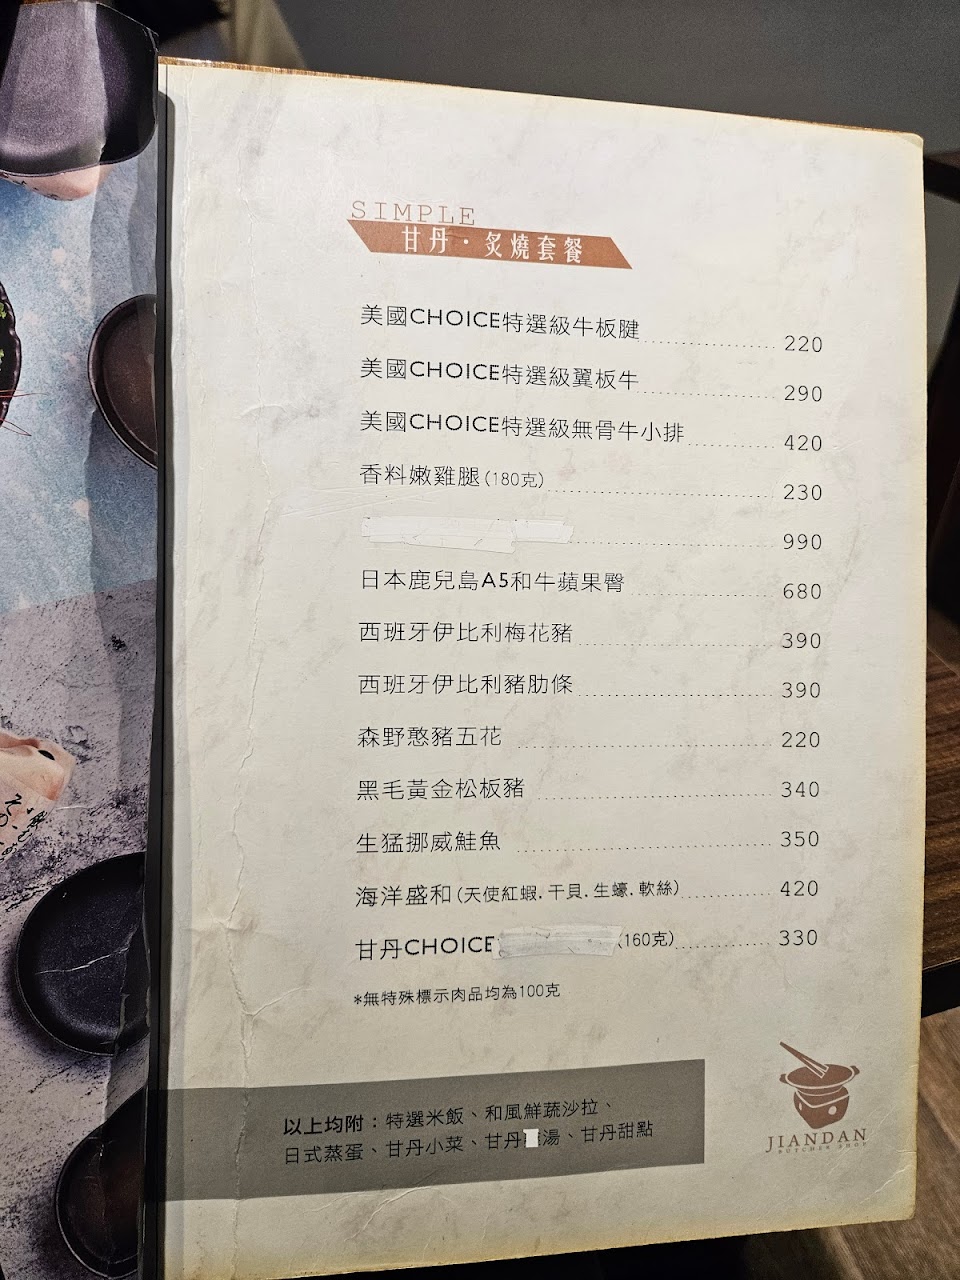 SIMPLE
甘丹·炙燒套餐
美國CHOICE特選級牛板腱 220
美國CHOICE特選級翼板牛 290
美國CHOICE特選級無骨牛小排 420
香料嫩雞腿(180克) 230
990
日本鹿兒島A5和牛蘋果臀 680
西班牙伊比利梅花豬 390
西班牙伊比利豬肋條 390
森野憨豬五花 220
黑毛黃金松板豬 340
生猛挪威鮭魚 350
海洋盛和(天使紅蝦.干貝.生蠔.軟絲) 420
甘丹CHOICE (160克) 330
*無特殊標示肉品均為100克
以上均附：特選米飯、和風鮮蔬沙拉、
日式蒸蛋、甘丹小菜、甘丹 湯、甘丹甜點
JIANDAN
BUTCHER SHOP